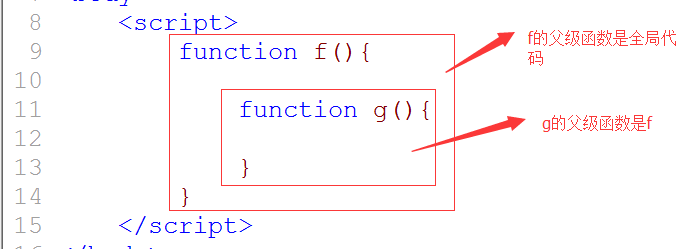 8 <script>
9 function f(){
f的父级函数是全局代
码
10
11 function g(){
12
g的父级函数是f
13 }
14 }
15 </script>